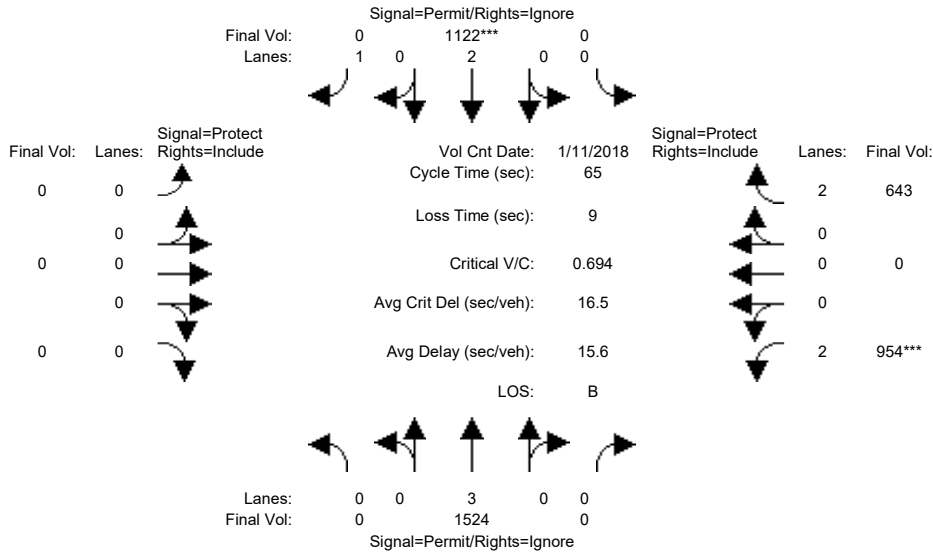 Signal=Permit/Rights=Ignore
Final Vol: 0 1122*** 0
Lanes: 1 0 2 0 0
Signal=Protect
Final Vol: Lanes: Rights=Include
Vol Cnt Date: 1/11/2018
Signal=Protect
Rights=Include Lanes: Final Vol:
Cycle Time (sec): 65
0 0
2 643
Loss Time (sec): 9
0
0
0 0
Critical V/C: 0.694
0 0
0
Avg Crit Del (sec/veh): 16.5
0
0 0
Avg Delay (sec/veh): 15.6
2 954***
LOS: B
Lanes: 0 0 3 0 0
Final Vol: 0 1524 0
Signal=Permit/Rights=Ignore